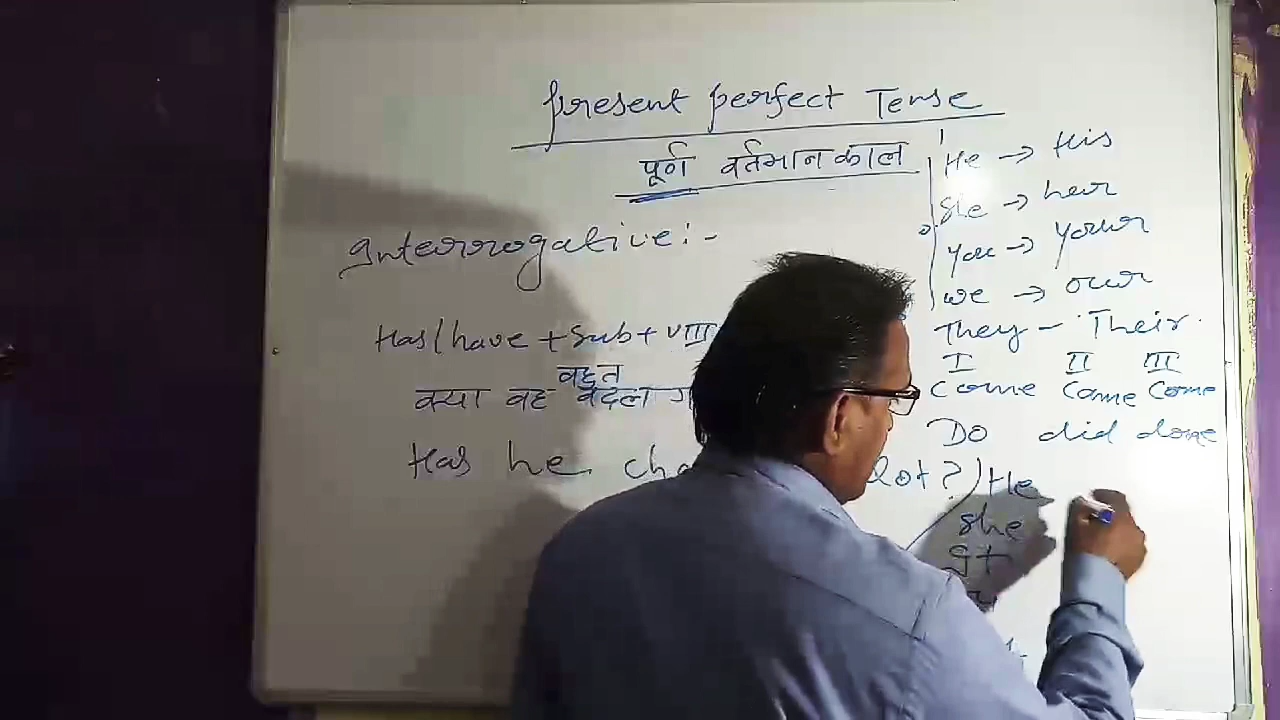 Present perfect Tense
पूर्ण वर्तमान काल
Interrogative:-
Has/have + Sub + VIII
बहुत
क्या वह बदल
Has he cha lot?
He → His
She → her
You → Your
we → our
They - Their
I II III
Come Came Come
Do did done
He
She
It